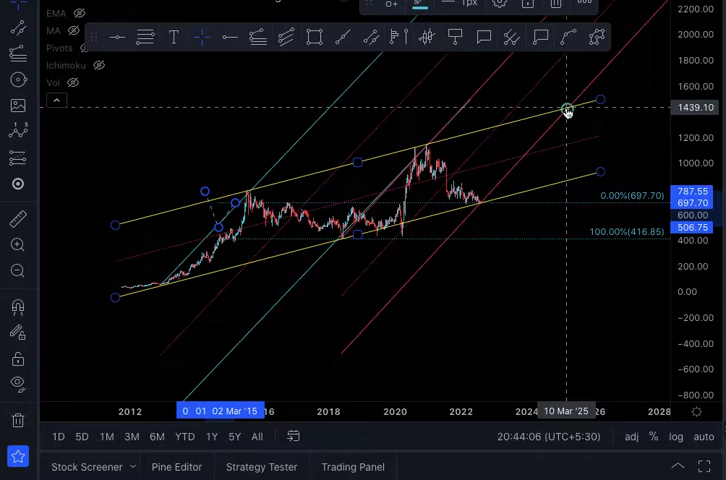 EMA
MA
Pivots
Ichimoku
Vol
1px
T
2200.00
2000.00
1800.00
1600.00
1439.10
1200.00
1000.00
787.55
697.70
600.00
506.75
400.00
200.00
0.00
−200.00
−400.00
−600.00
−800.00
0.00%(697.70)
100.00%(416.85)
2012 02 Mar '15 16 2018 2020 2022 2024 10 Mar '25 26 2028
1D 5D 1M 3M 6M YTD 1Y 5Y All 20:44:06 (UTC+5:30) adj % log auto
Stock Screener Pine Editor Strategy Tester Trading Panel